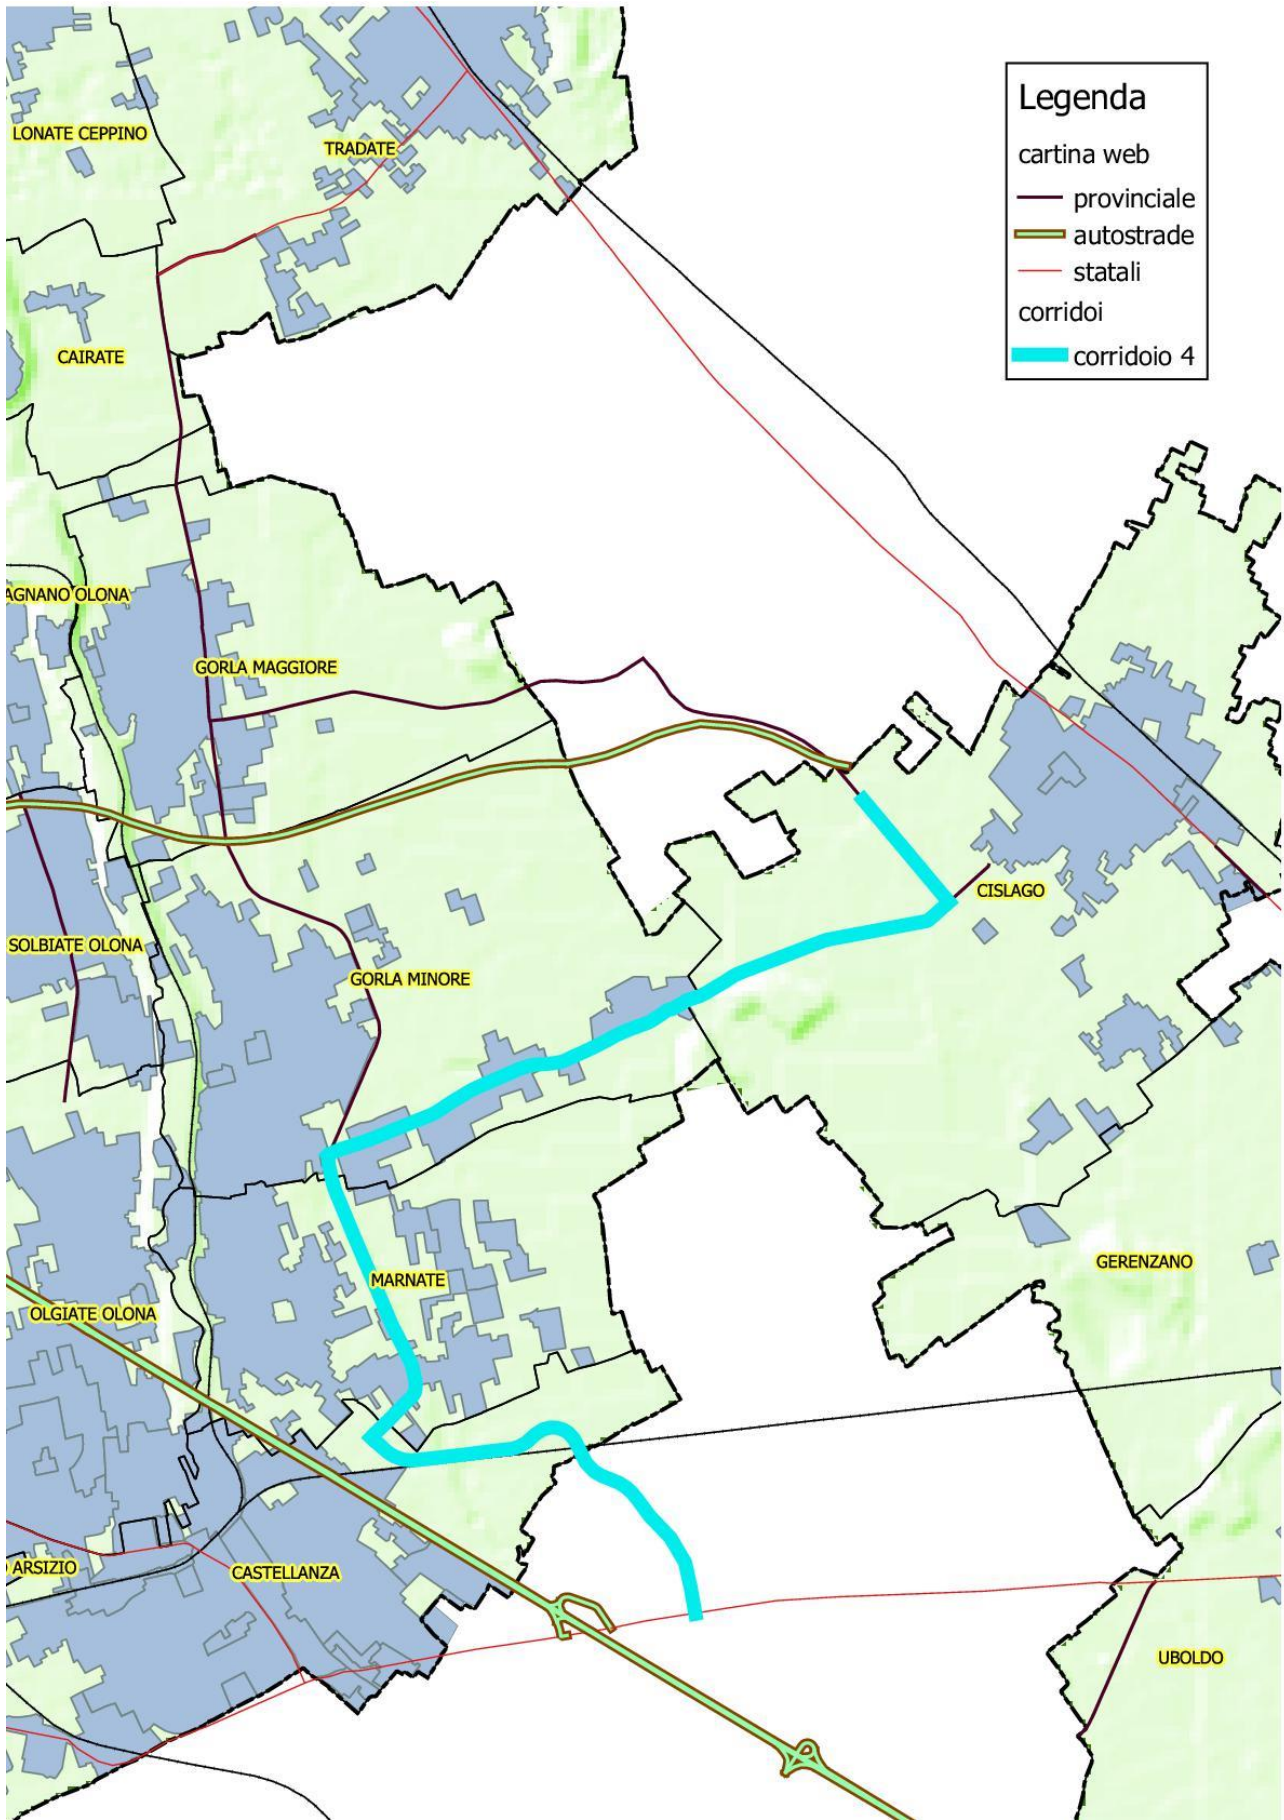 Legenda
cartina web
provinciale
autostrade
statali
corridoi
corridoio 4
LONATE CEPPINO
TRADATE
CAIRATE
AGNANO OLONA
GORLA MAGGIORE
CISLAGO
SOLBIATE OLONA
GORLA MINORE
GERENZANO
MARNATE
OLGIATE OLONA
ARSIZIO
CASTELLANZA
UBOLDO